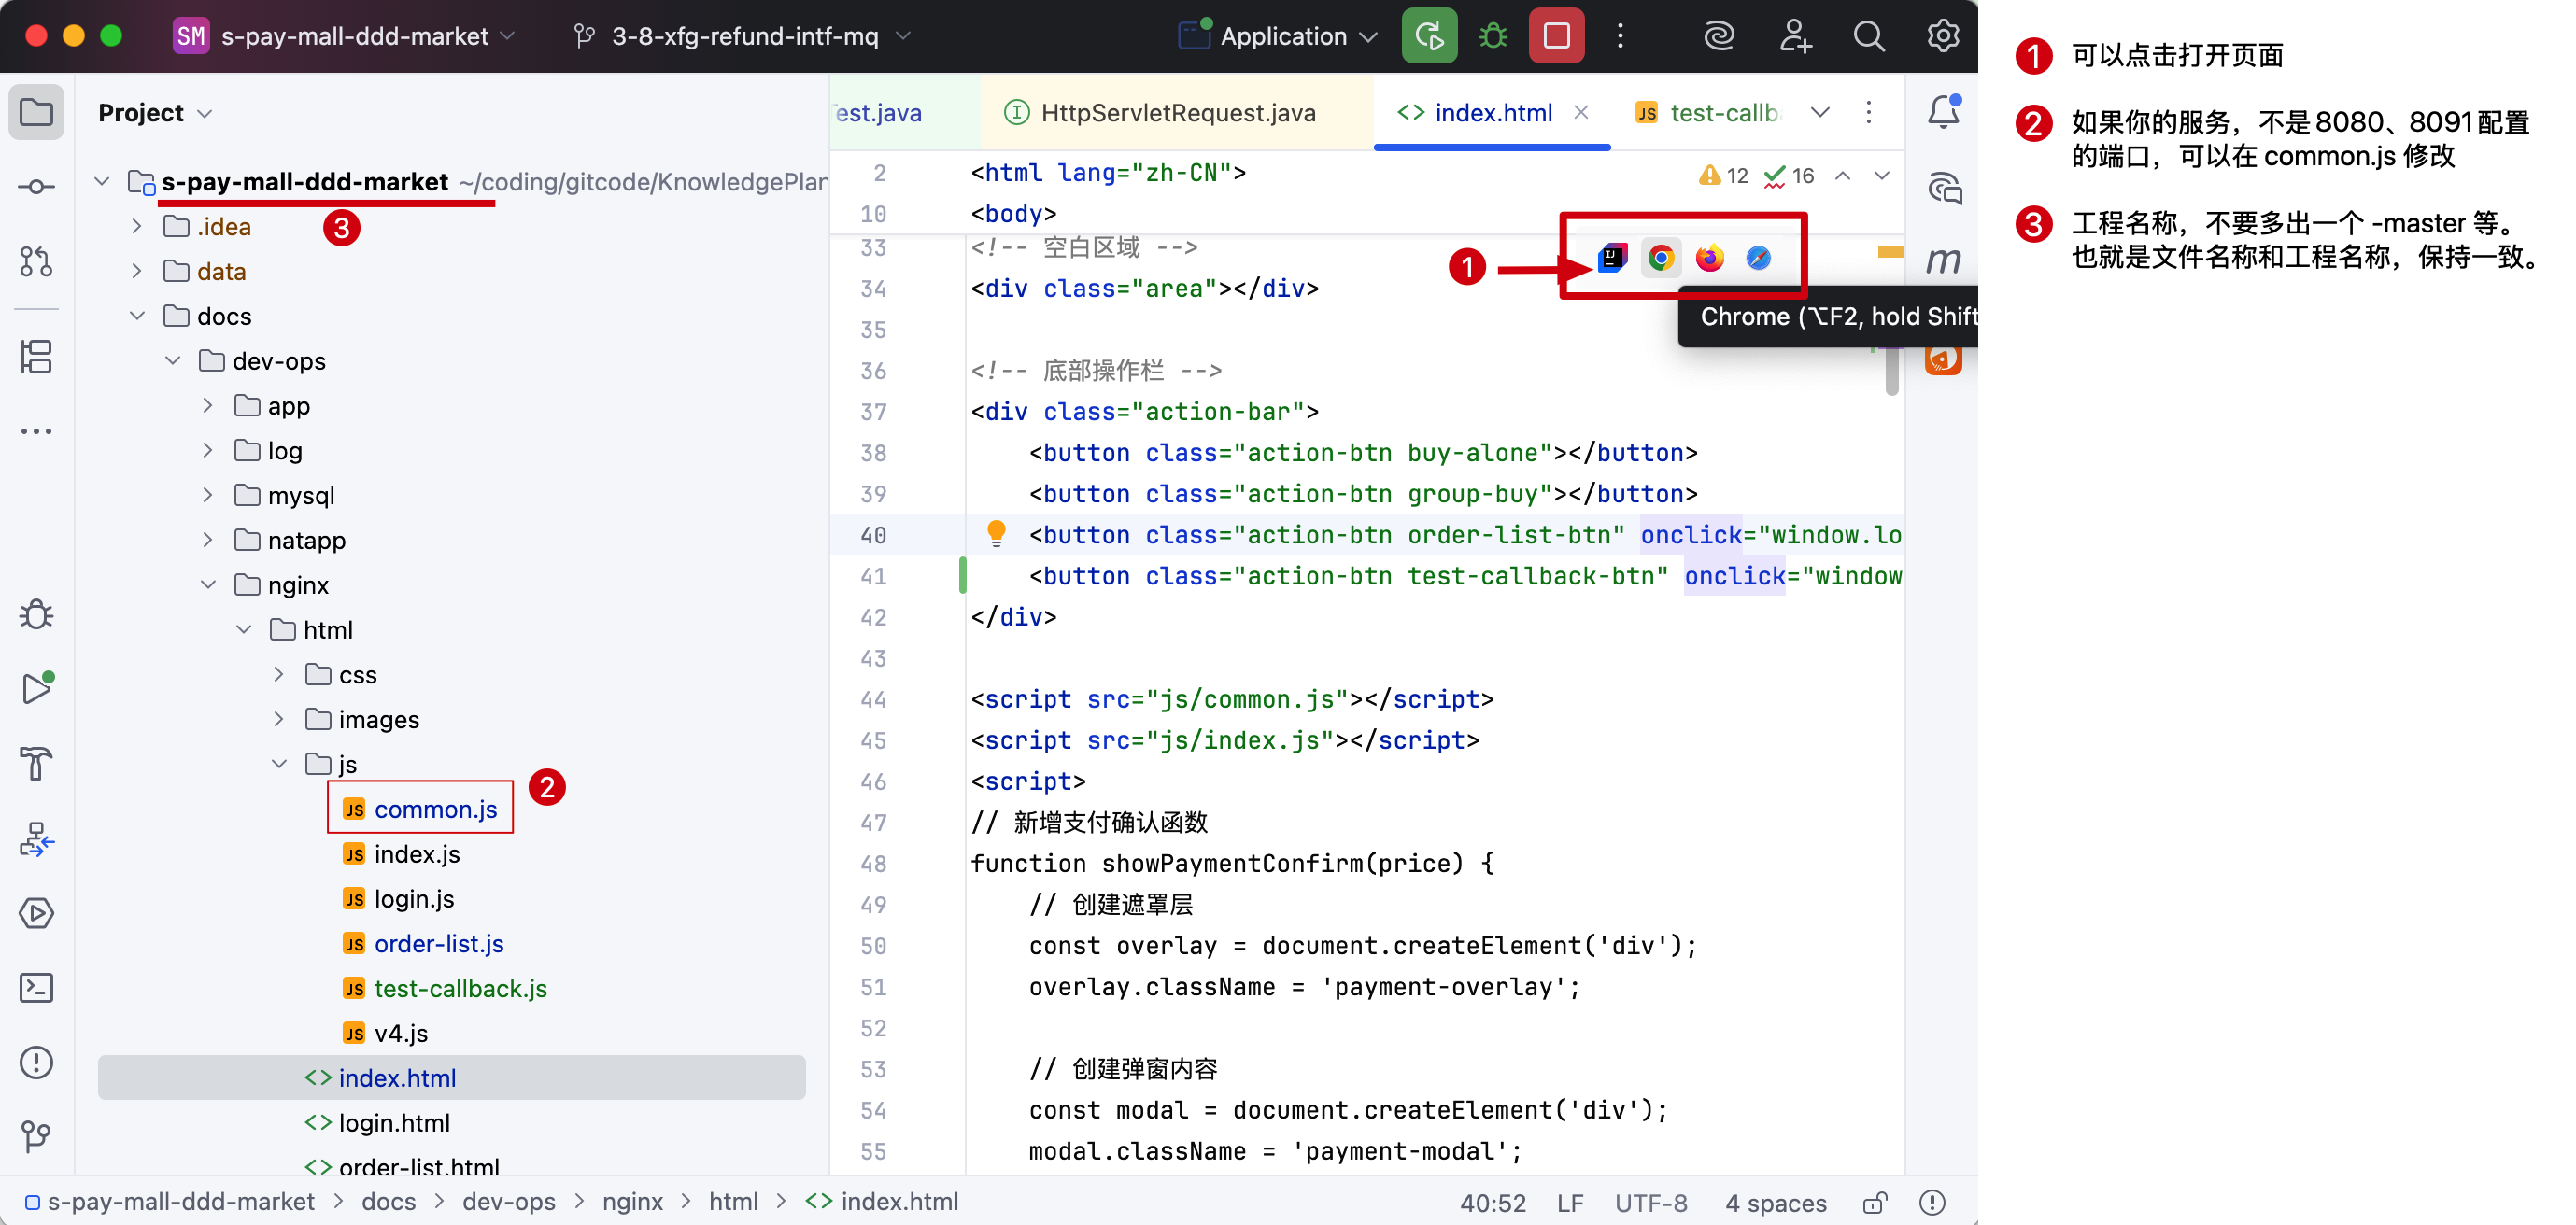 SM s-pay-mall-ddd-market 3-8-xfg-refund-intf-mq Application
Project
s-pay-mall-ddd-market ~/coding/gitcode/KnowledgePlan
3
.idea
data
docs
dev-ops
app
log
mysql
natapp
nginx
html
css
images
js
JS common.js
2
JS index.js
JS login.js
JS order-list.js
JS test-callback.js
JS v4.js
<> index.html
<> login.html
<> order-list.html
est.java HttpServletRequest.java <> index.html JS test-callb
12 16
2 <html lang="zh-CN">
10 <body>
33 <!-- 空白区域 -->
1
Chrome (⌥F2, hold Shift
34 <div class="area"></div>
35
36 <!-- 底部操作栏 -->
37 <div class="action-bar">
38 <button class="action-btn buy-alone"></button>
39 <button class="action-btn group-buy"></button>
40 <button class="action-btn order-list-btn" onclick="window.lo
41 <button class="action-btn test-callback-btn" onclick="window
42 </div>
43
44 <script src="js/common.js"></script>
45 <script src="js/index.js"></script>
46 <script>
47 // 新增支付确认函数
48 function showPaymentConfirm(price) {
49 // 创建遮罩层
50 const overlay = document.createElement('div');
51 overlay.className = 'payment-overlay';
52
53 // 创建弹窗内容
54 const modal = document.createElement('div');
55 modal.className = 'payment-modal';
m
s-pay-mall-ddd-market > docs > dev-ops > nginx > html > <> index.html
40:52 LF UTF-8 4 spaces
1 可以点击打开页面
2 如果你的服务，不是8080、8091配置
的端口，可以在 common.js 修改
3 工程名称，不要多出一个 -master 等。
也就是文件名称和工程名称，保持一致。